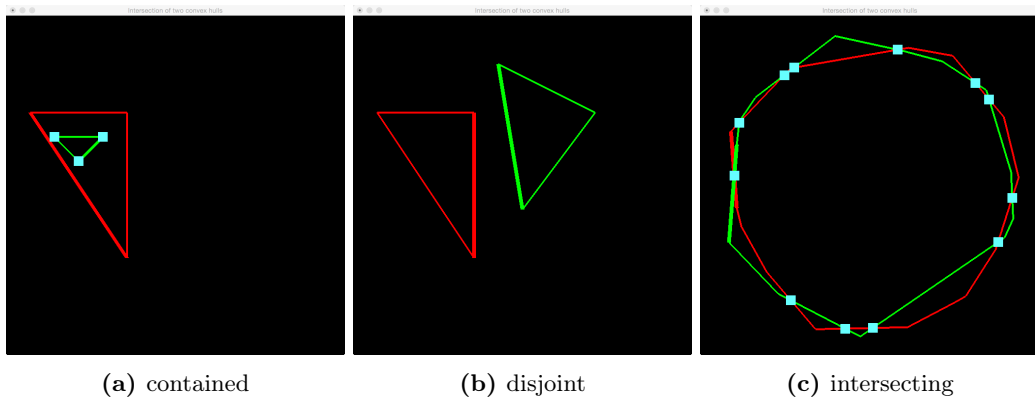 Intersection of two convex hulls
Intersection of two convex hulls
Intersection of two convex hulls
(a) contained
(b) disjoint
(c) intersecting